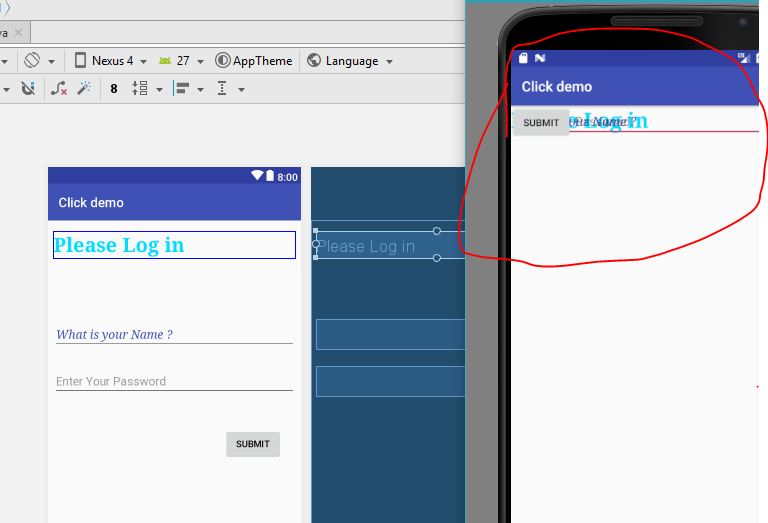 va
Nexus 4
27
AppTheme
Language
8
8:00
Click demo
Please Log in
What is your Name ?
Enter Your Password
SUBMIT
Please Log in
Click demo
SUBMIT
Log in
Name ?